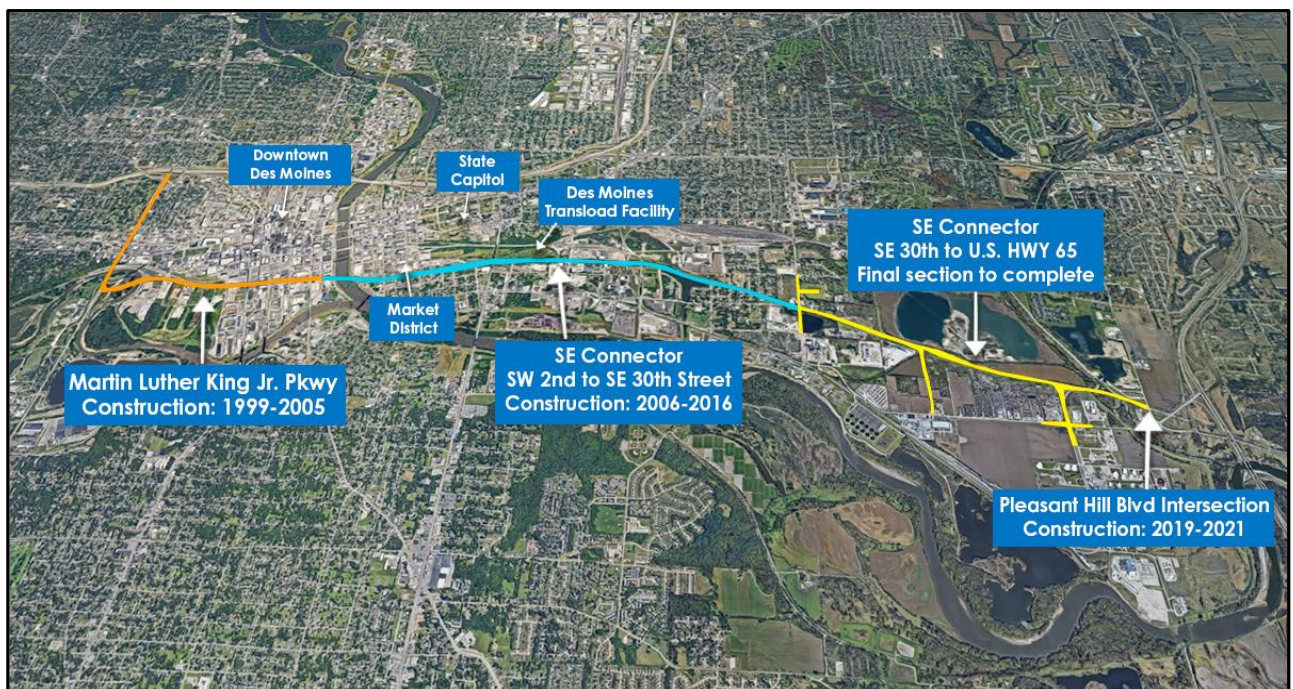 Downtown
Des Moines
State
Capitol
Des Moines
Transload Facility
SE Connector
SE 30th to U.S. HWY 65
Final section to complete
Market
District
Martin Luther King Jr. Pkwy
Construction: 1999-2005
SE Connector
SW 2nd to SE 30th Street
Construction: 2006-2016
Pleasant Hill Blvd Intersection
Construction: 2019-2021